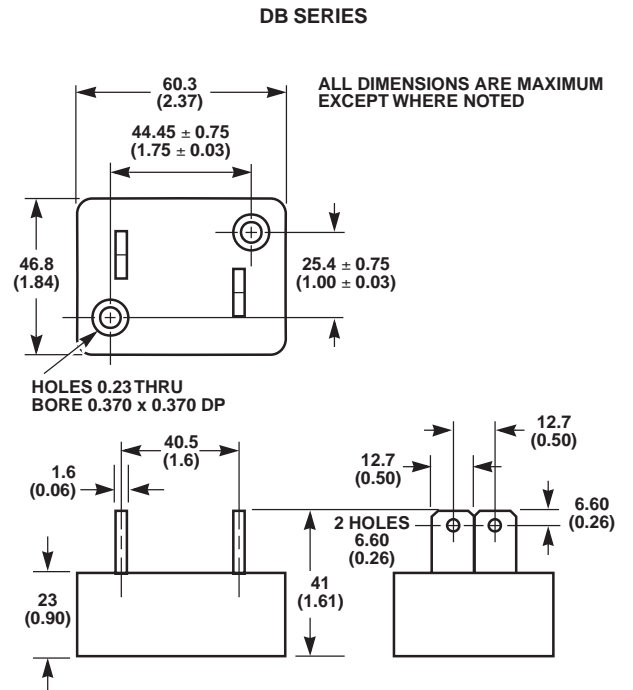 DB SERIES
60.3
(2.37)
ALL DIMENSIONS ARE MAXIMUM
EXCEPT WHERE NOTED
44.45 ± 0.75
(1.75 ± 0.03)
46.8
(1.84)
25.4 ± 0.75
(1.00 ± 0.03)
HOLES 0.23 THRU
BORE 0.370 x 0.370 DP
40.5
(1.6)
1.6
(0.06)
23
(0.90)
41
(1.61)
12.7
(0.50)
12.7
(0.50)
2 HOLES
6.60
(0.26)
6.60
(0.26)